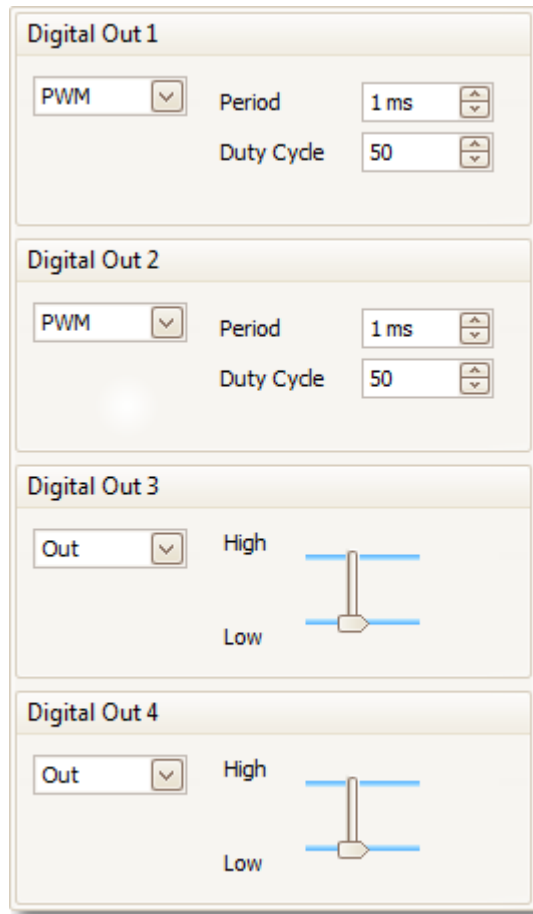 Digital Out 1
PWM Period 1 ms
Duty Cycle 50
Digital Out 2
PWM Period 1 ms
Duty Cycle 50
Digital Out 3
Out High
Low
Digital Out 4
Out High
Low